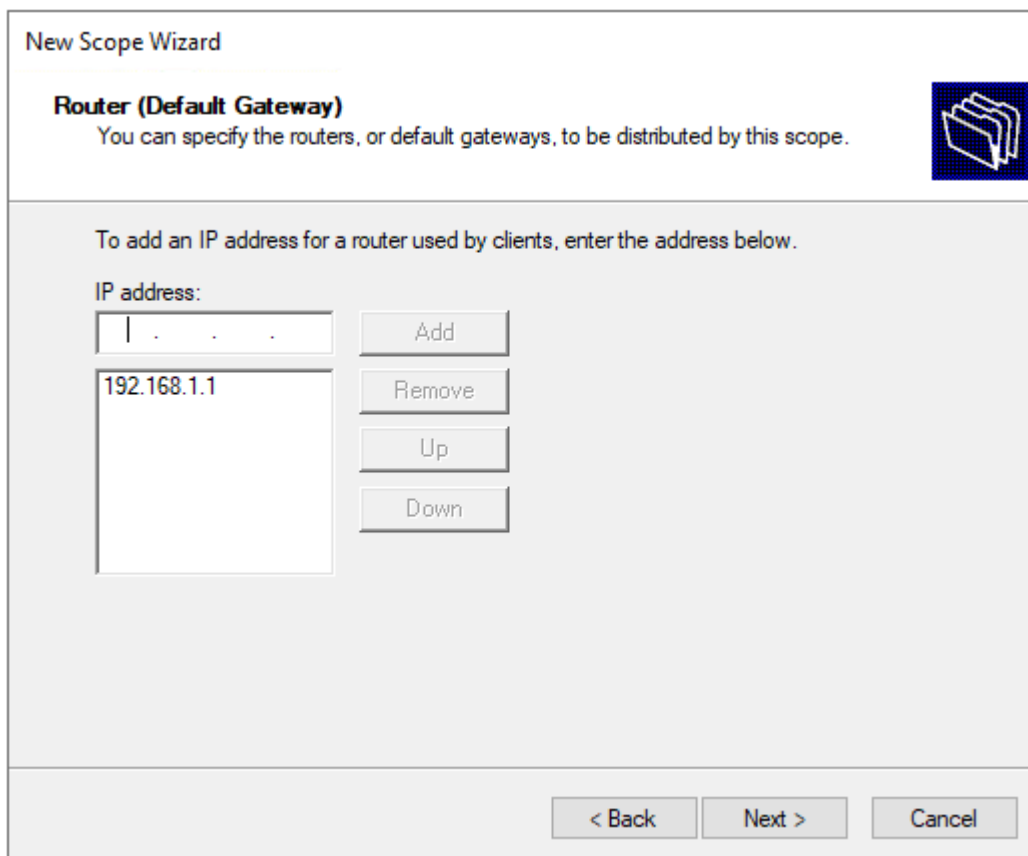 New Scope Wizard
Router (Default Gateway)
You can specify the routers, or default gateways, to be distributed by this scope.
To add an IP address for a router used by clients, enter the address below.
IP address:
. . .
Add
192.168.1.1
Remove
Up
Down
< Back
Next >
Cancel